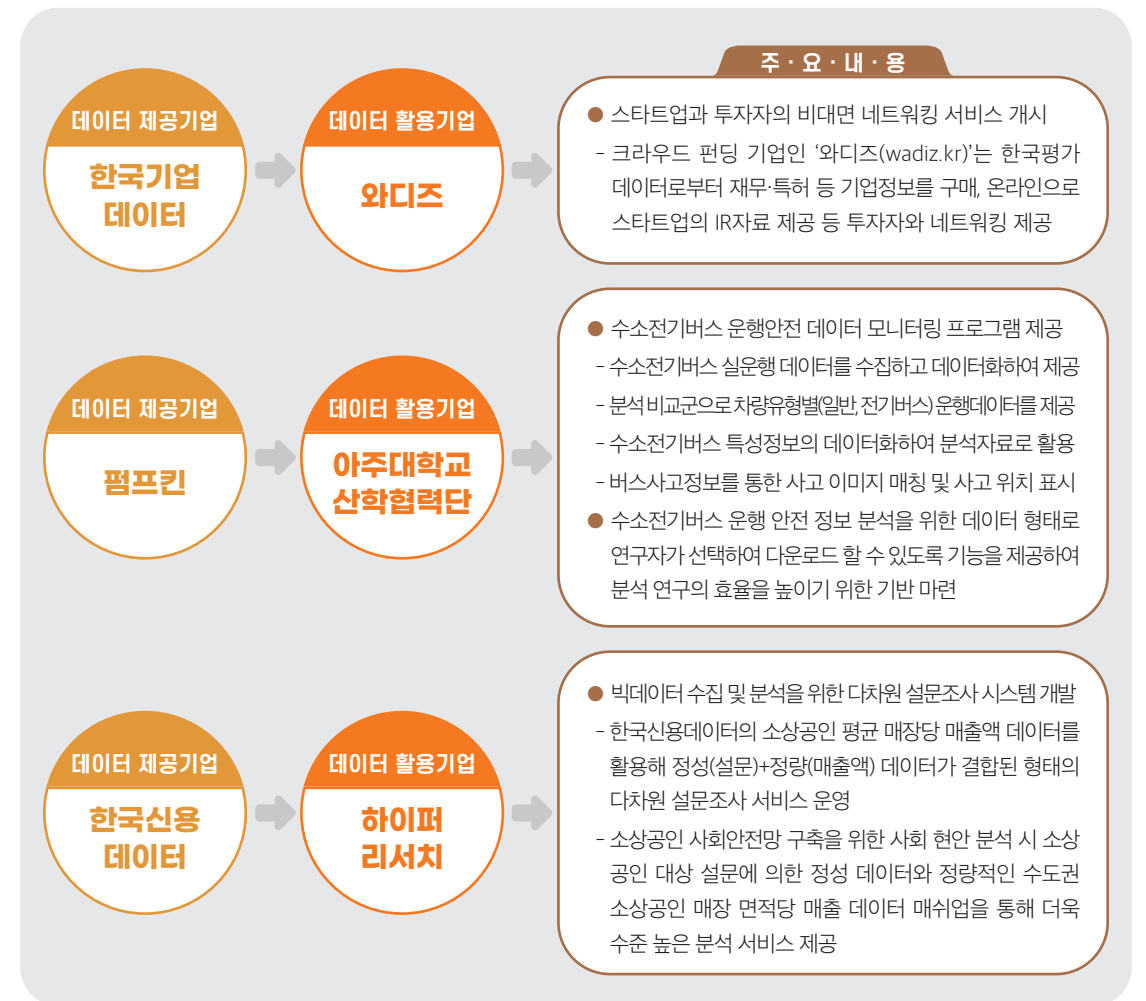 주·요·내·용
데이터 제공기업
한국기업
데이터
데이터 활용기업
와디즈
● 스타트업과 투자자의 비대면 네트워킹 서비스 개시
- 크라우드 펀딩 기업인 ‘와디즈(wadiz.kr)’는 한국평가
데이터로부터 재무·특허 등 기업정보를 구매, 온라인으로
스타트업의 IR자료 제공 등 투자자와 네트워킹 제공
데이터 제공기업
펌프킨
데이터 활용기업
아주대학교
산학협력단
● 수소전기버스 운행안전 데이터 모니터링 프로그램 제공
- 수소전기버스 실운행 데이터를 수집하고 데이터화하여 제공
- 분석 비교군으로 차량유형별(일반, 전기버스) 운행데이터를 제공
- 수소전기버스 특성정보의 데이터화하여 분석자료로 활용
- 버스사고정보를 통한 사고 이미지 매칭 및 사고 위치 표시
● 수소전기버스 운행 안전 정보 분석을 위한 데이터 형태로
연구자가 선택하여 다운로드 할 수 있도록 기능을 제공하여
분석 연구의 효율을 높이기 위한 기반 마련
데이터 제공기업
한국신용
데이터
데이터 활용기업
하이퍼
리서치
● 빅데이터 수집 및 분석을 위한 다차원 설문조사 시스템 개발
- 한국신용데이터의 소상공인 평균 매장당 매출액 데이터를
활용해 정성(설문)+정량(매출액) 데이터가 결합된 형태의
다차원 설문조사 서비스 운영
- 소상공인 사회안전망 구축을 위한 사회 현안 분석 시 소상
공인 대상 설문에 의한 정성 데이터와 정량적인 수도권
소상공인 매장 면적당 매출 데이터 매쉬업을 통해 더욱
수준 높은 분석 서비스 제공